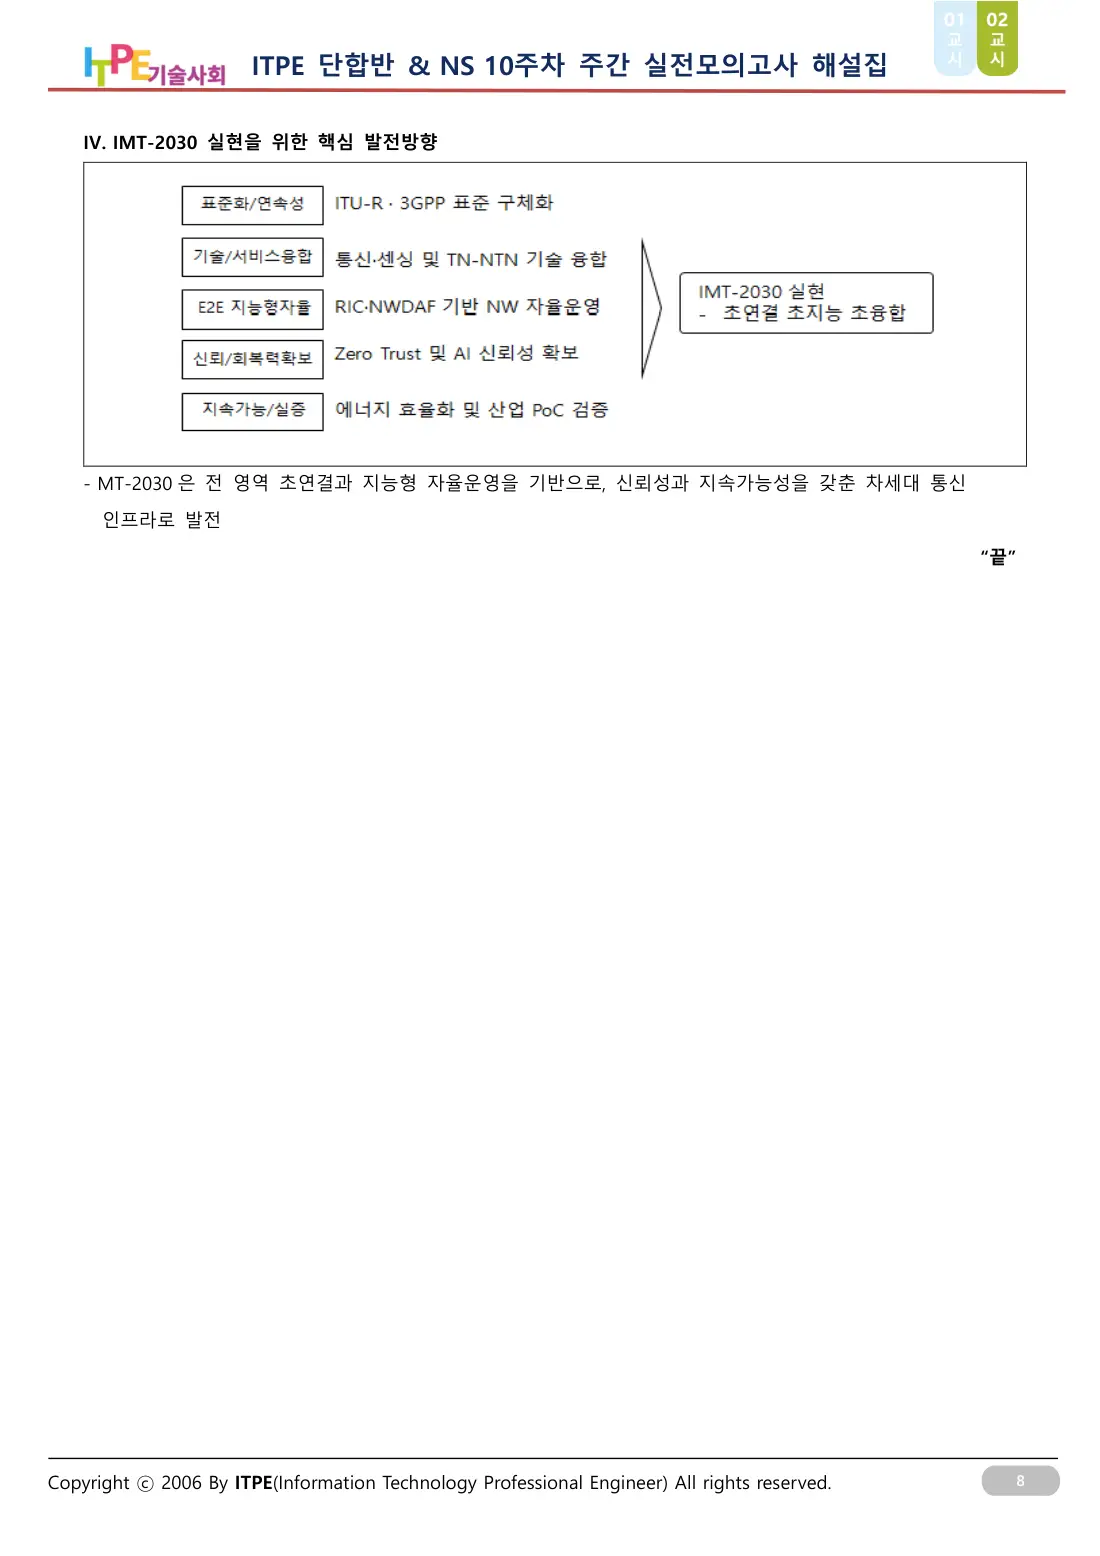 01
교
시
02
교
시
ITPE기술사회
ITPE 단합반 & NS 10주차 주간 실전모의고사 해설집
IV. IMT-2030 실현을 위한 핵심 발전방향
표준화/연속성 ITU-R · 3GPP 표준 구체화
기술/서비스융합 통신·센싱 및 TN-NTN 기술 융합
E2E 지능형자율 RIC·NWDAF 기반 NW 자율운영
신뢰/회복력확보 Zero Trust 및 AI 신뢰성 확보
지속가능/실증 에너지 효율화 및 산업 PoC 검증
IMT-2030 실현
- 초연결 초지능 초융합
- MT-2030은 전 영역 초연결과 지능형 자율운영을 기반으로, 신뢰성과 지속가능성을 갖춘 차세대 통신
인프라로 발전
“끝”
Copyright ⓒ 2006 By ITPE(Information Technology Professional Engineer) All rights reserved.
8